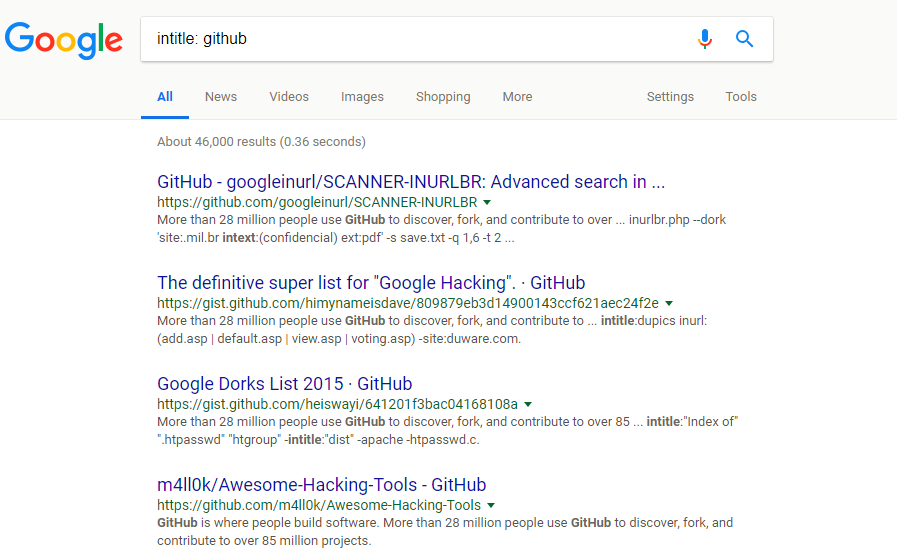 Google
intitle: github
All News Videos Images Shopping More Settings Tools
About 46,000 results (0.36 seconds)
GitHub - googleinurl/SCANNER-INURLBR: Advanced search in ...
https://github.com/googleinurl/SCANNER-INURLBR
More than 28 million people use GitHub to discover, fork, and contribute to over ... inurlbr.php --dork
'site:.mil.br intext:(confidencial) ext:pdf' -s save.txt -q 1,6 -t 2 ...
The definitive super list for "Google Hacking". · GitHub
https://gist.github.com/himynameisdave/809879eb3d14900143ccf621aec24f2e
More than 28 million people use GitHub to discover, fork, and contribute to ... intitle:dupics inurl:
(add.asp | default.asp | view.asp | voting.asp) -site:duware.com.
Google Dorks List 2015 · GitHub
https://gist.github.com/heiswayi/641201f3bac04168108a
More than 28 million people use GitHub to discover, fork, and contribute to over 85 ... intitle:"Index of"
".htpasswd" "htgroup" -intitle:"dist" -apache -htpasswd.c.
m4ll0k/Awesome-Hacking-Tools - GitHub
https://github.com/m4ll0k/Awesome-Hacking-Tools
GitHub is where people build software. More than 28 million people use GitHub to discover, fork, and
contribute to over 85 million projects.